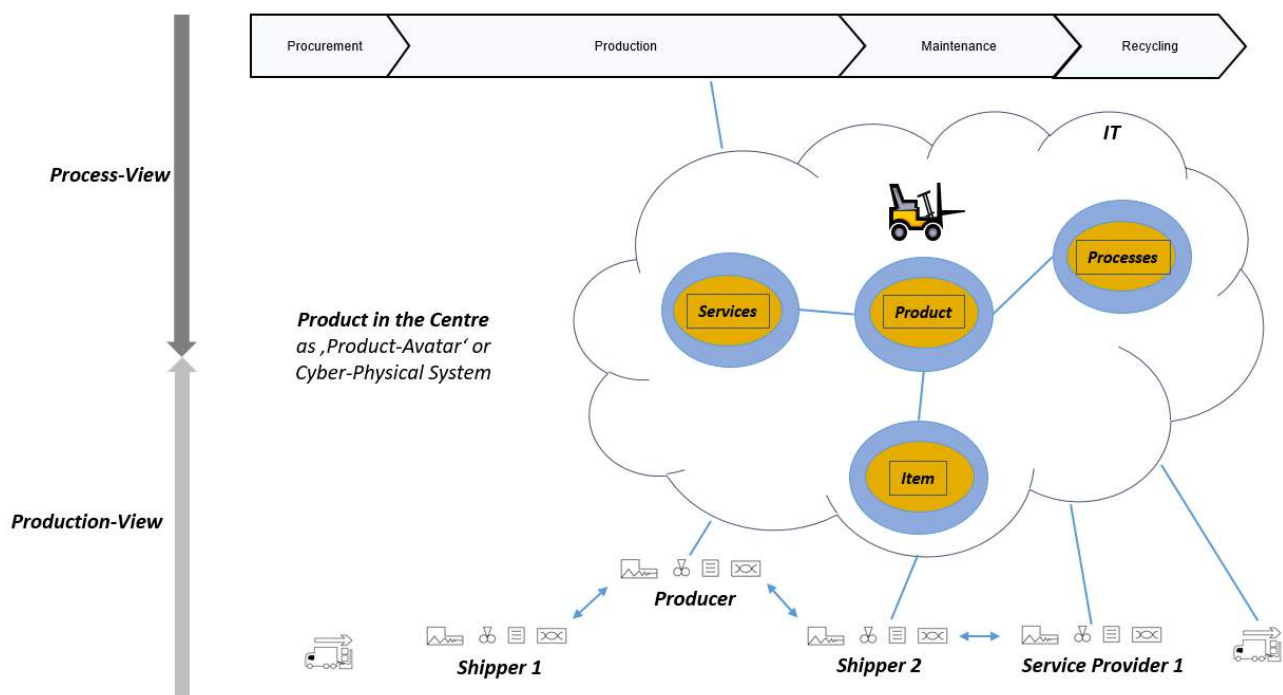 Procurement
Production
Maintenance
Recycling
IT
Process-View
Processes
Services
Product
Product in the Centre
as ‚Product-Avatar‘ or
Cyber-Physical System
Item
Production-View
Producer
Shipper 1
Shipper 2
Service Provider 1